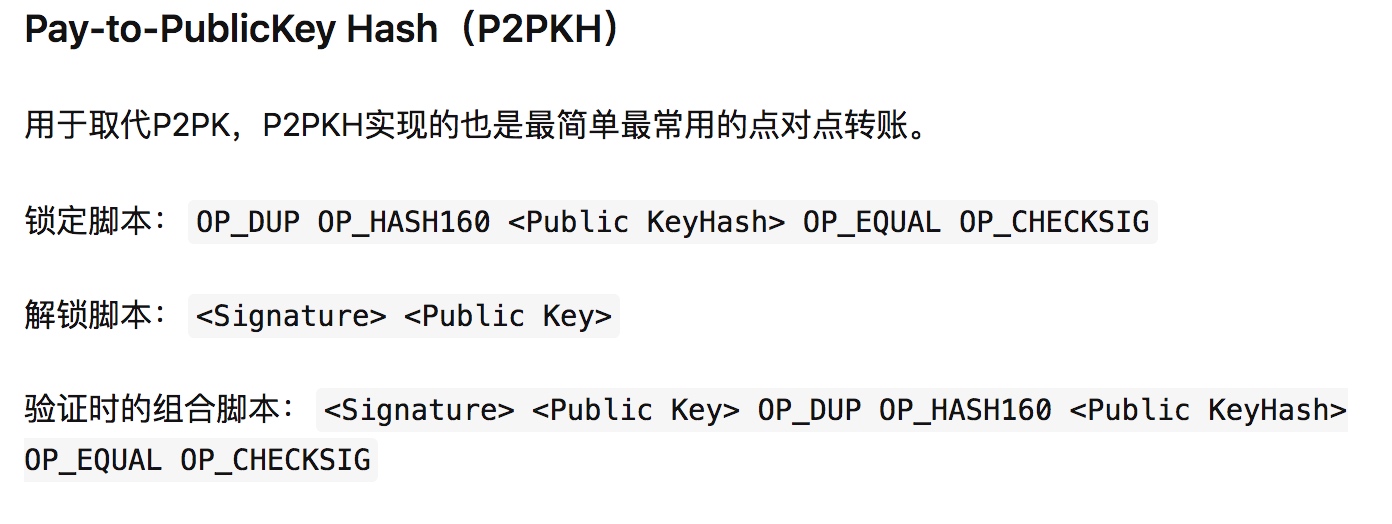 Pay-to-PublicKey Hash（P2PKH）
用于取代P2PK，P2PKH实现的也是最简单最常用的点对点转账。
锁定脚本： OP_DUP OP_HASH160 <Public KeyHash> OP_EQUAL OP_CHECKSIG
解锁脚本： <Signature> <Public Key>
验证时的组合脚本： <Signature> <Public Key> OP_DUP OP_HASH160 <Public KeyHash>
OP_EQUAL OP_CHECKSIG